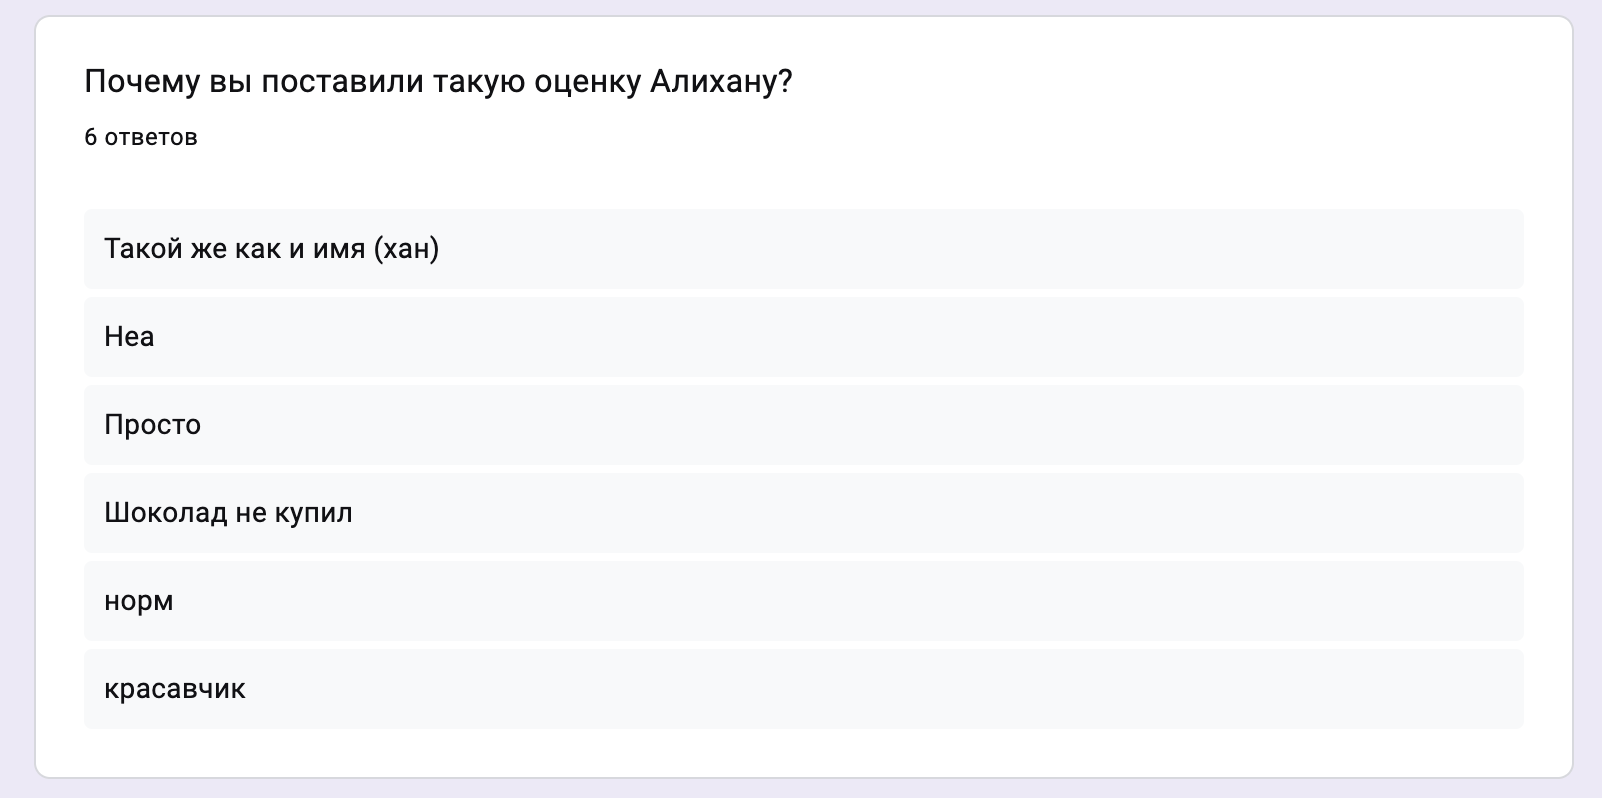 Почему вы поставили такую оценку Алихану?
6 ответов
Такой же как и имя (хан)
Неа
Просто
Шоколад не купил
норм
красавчик